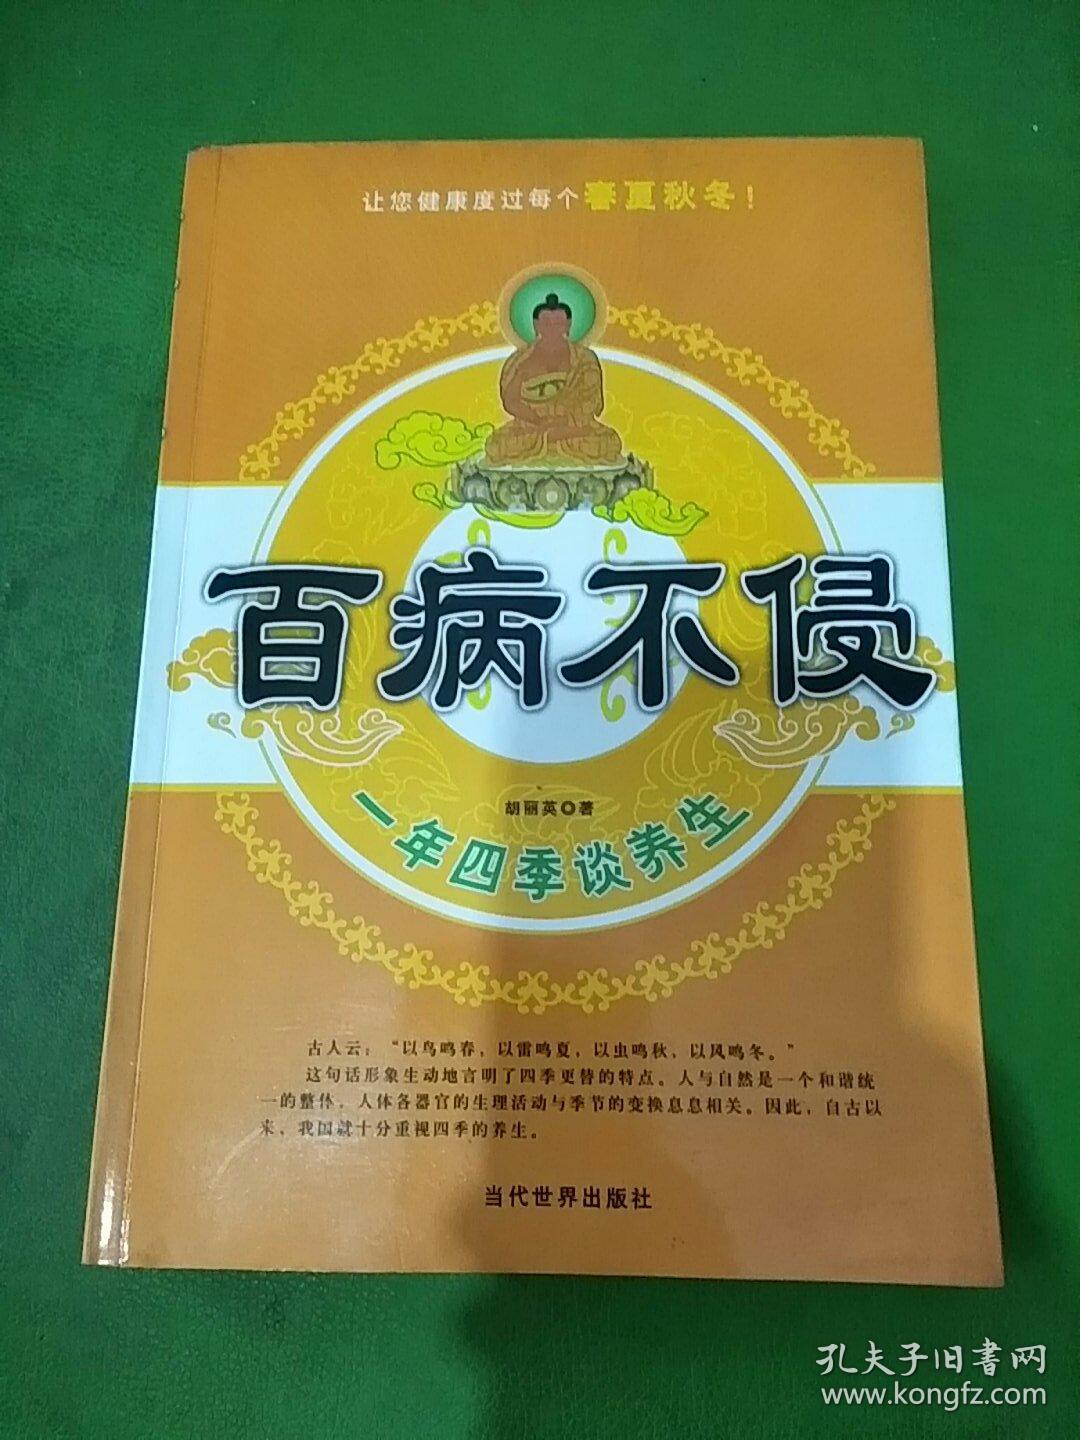 让您健康度过每个春夏秋冬！
百病不侵
胡丽英 著
一年四季谈养生
古人云：“以鸟鸣春，以雷鸣夏，以虫鸣秋，以风鸣冬。”
这句话形象生动地言明了四季更替的特点。人与自然是一个和谐统
一的整体，人体各器官的生理活动与季节的变换息息相关。因此，自古以
来，我国就十分重视四季的养生。
当代世界出版社
孔夫子旧書网
www.kongfz.com